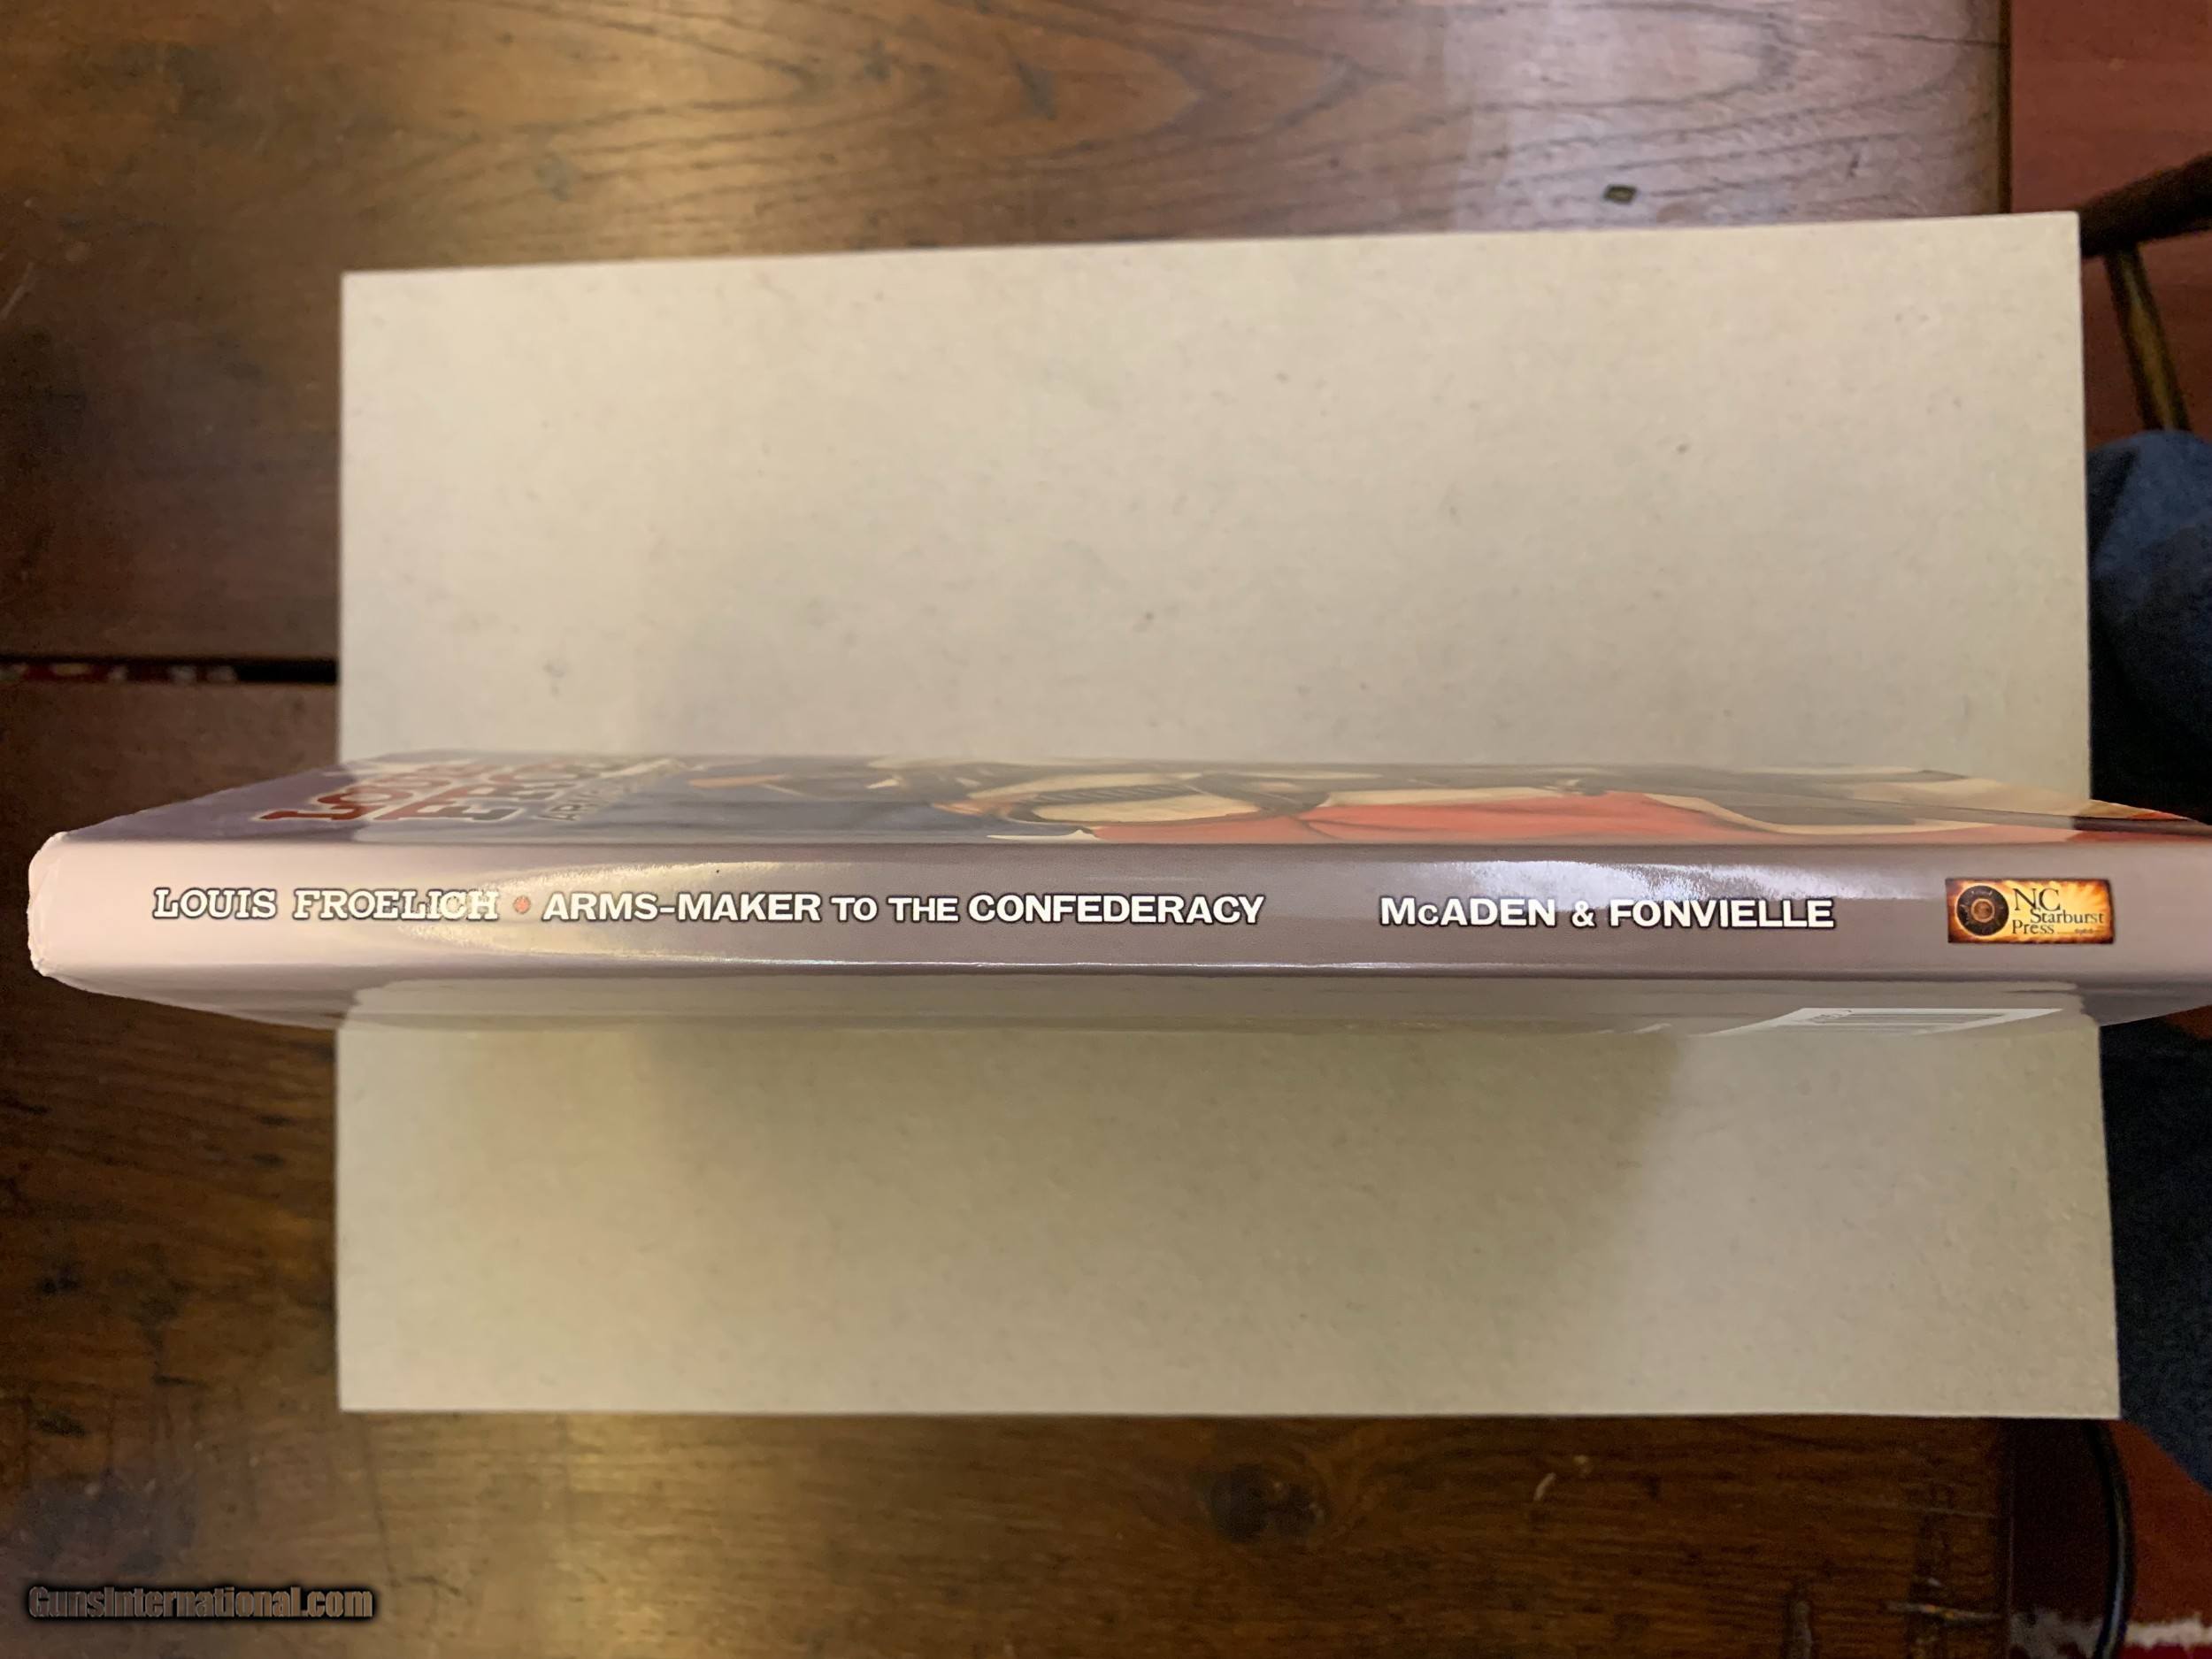 LOUIS FROELICH • ARMS-MAKER TO THE CONFEDERACY McADEN & FONVIELLE
NC
Starburst
Press
GunsInternational.com